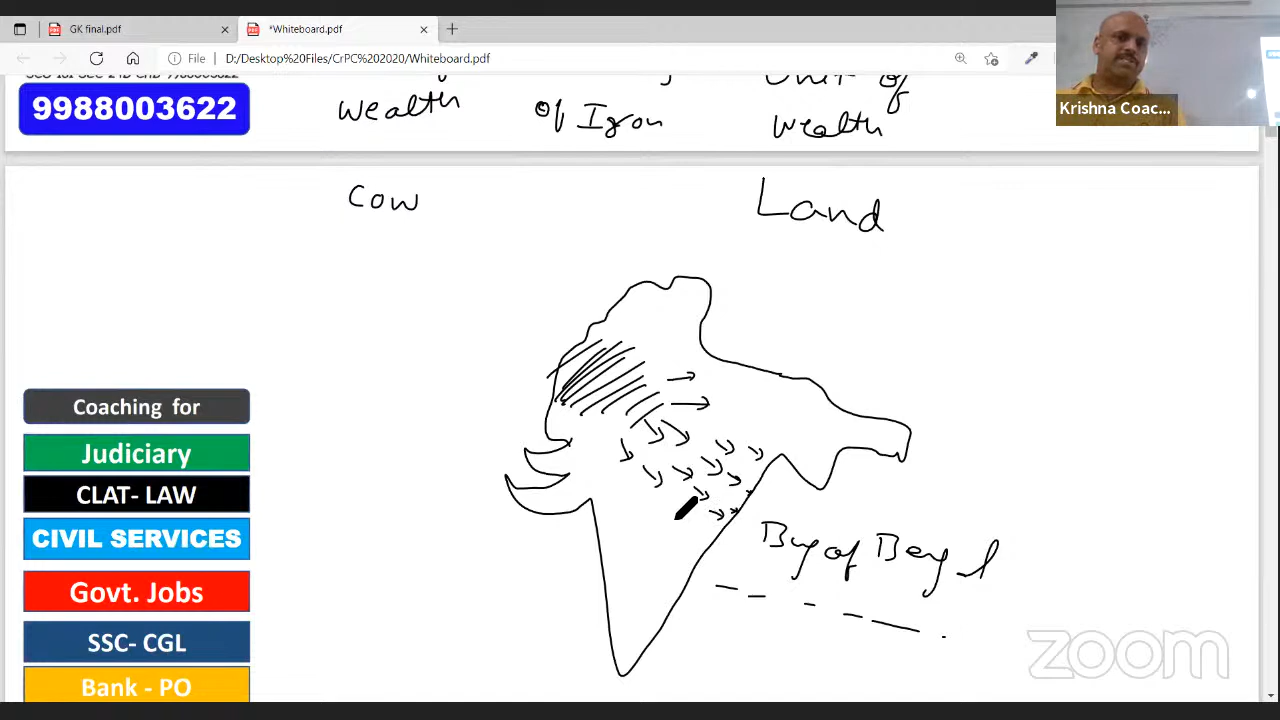 GK final.pdf
*Whiteboard.pdf
File
D:/Desktop%20Files/CrPC%202020/Whiteboard.pdf
Krishna Coac...
9988003622
Wealth
of Iron
Unit of
Wealth
Cow
Land
Coaching for
Judiciary
CLAT- LAW
CIVIL SERVICES
Govt. Jobs
SSC- CGL
Bank - PO
Bay of Bengal
zoom